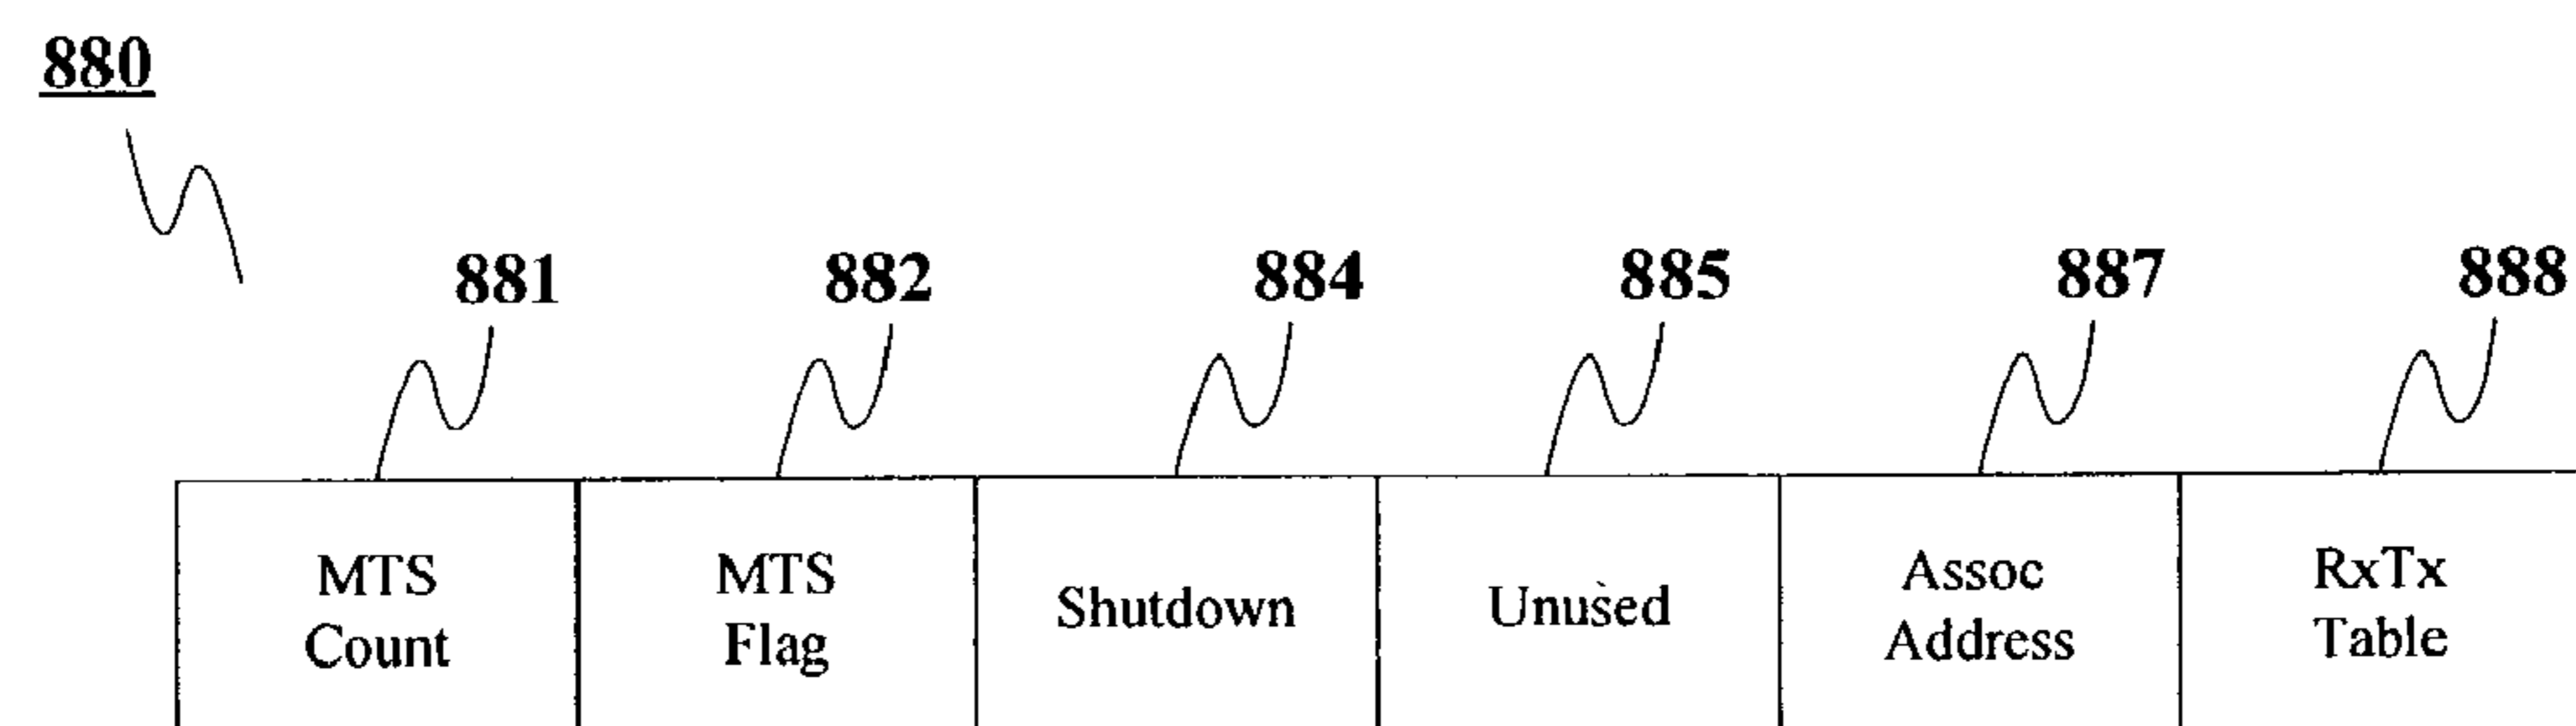 880
881 882 884 885 887 888
MTS Count
MTS Flag
Shutdown
Unused
Assoc Address
RxTx Table